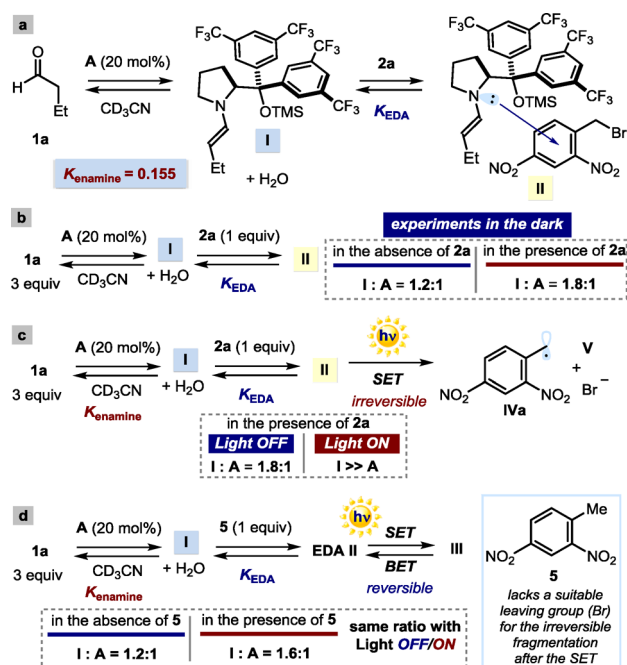 a
H
O
Et
1a
A (20 mol%)
CD₃CN
Kenamine = 0.155
F₃C
CF₃
CF₃
N
OTMS
CF₃
Et
I
+ H₂O
2a
KEDA
F₃C
CF₃
CF₃
N
:
OTMS
CF₃
Br
Et
NO₂
NO₂
II
b
experiments in the dark
1a
3 equiv
A (20 mol%)
CD₃CN
I
+ H₂O
2a (1 equiv)
KEDA
II
in the absence of 2a
I : A = 1.2:1
in the presence of 2a
I : A = 1.8:1
c
1a
3 equiv
A (20 mol%)
CD₃CN
Kenamine
I
+ H₂O
2a (1 equiv)
KEDA
II
hν
SET
irreversible
NO₂
NO₂
IVa
V
+
Br –
in the presence of 2a
Light OFF
I : A = 1.8:1
Light ON
I >> A
d
1a
3 equiv
A (20 mol%)
CD₃CN
Kenamine
I
+ H₂O
5 (1 equiv)
KEDA
EDA II
hν
SET
BET
reversible
III
Me
NO₂
NO₂
5
lacks a suitable
leaving group (Br)
for the irreversible
fragmentation
after the SET
in the absence of 5
I : A = 1.2:1
in the presence of 5
I : A = 1.6:1
same ratio with
Light OFF/ON